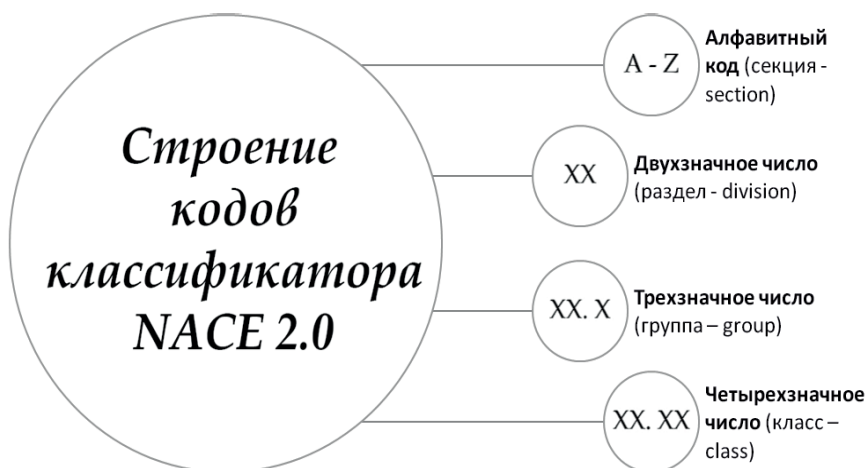 Строение
кодов
классификатора
NACE 2.0
A - Z
Алфавитный
код (секция -
section)
XX
Двухзначное число
(раздел - division)
XX. X
Трехзначное число
(группа – group)
XX. XX
Четырехзначное
число (класс –
class)